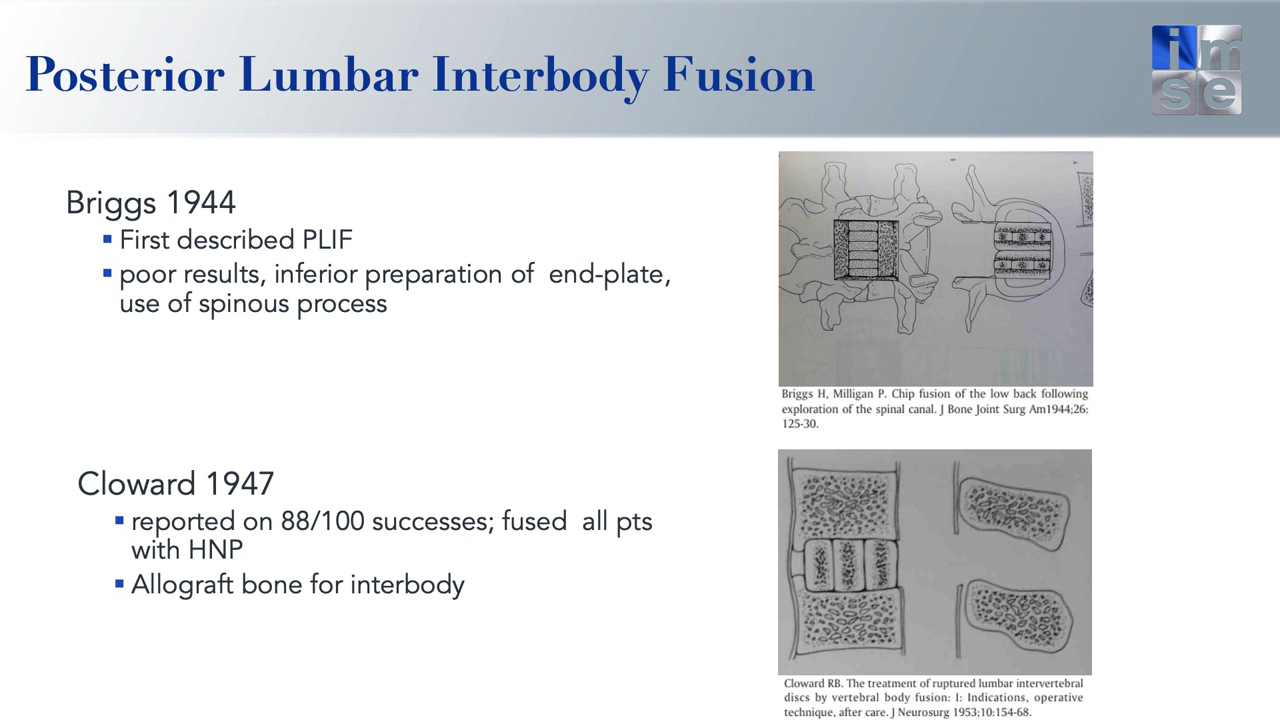 Posterior Lumbar Interbody Fusion
im
se
Briggs 1944
▪ First described PLIF
▪ poor results, inferior preparation of  end-plate,
use of spinous process
Briggs H, Milligan P. Chip fusion of the low back following
exploration of the spinal canal. J Bone Joint Surg Am1944;26:
125-30.
Cloward 1947
▪ reported on 88/100 successes; fused  all pts
with HNP
▪ Allograft bone for interbody
Cloward RB. The treatment of ruptured lumbar intervertebral
discs by vertebral body fusion: I: Indications, operative
technique, after care. J Neurosurg 1953;10:154-68.